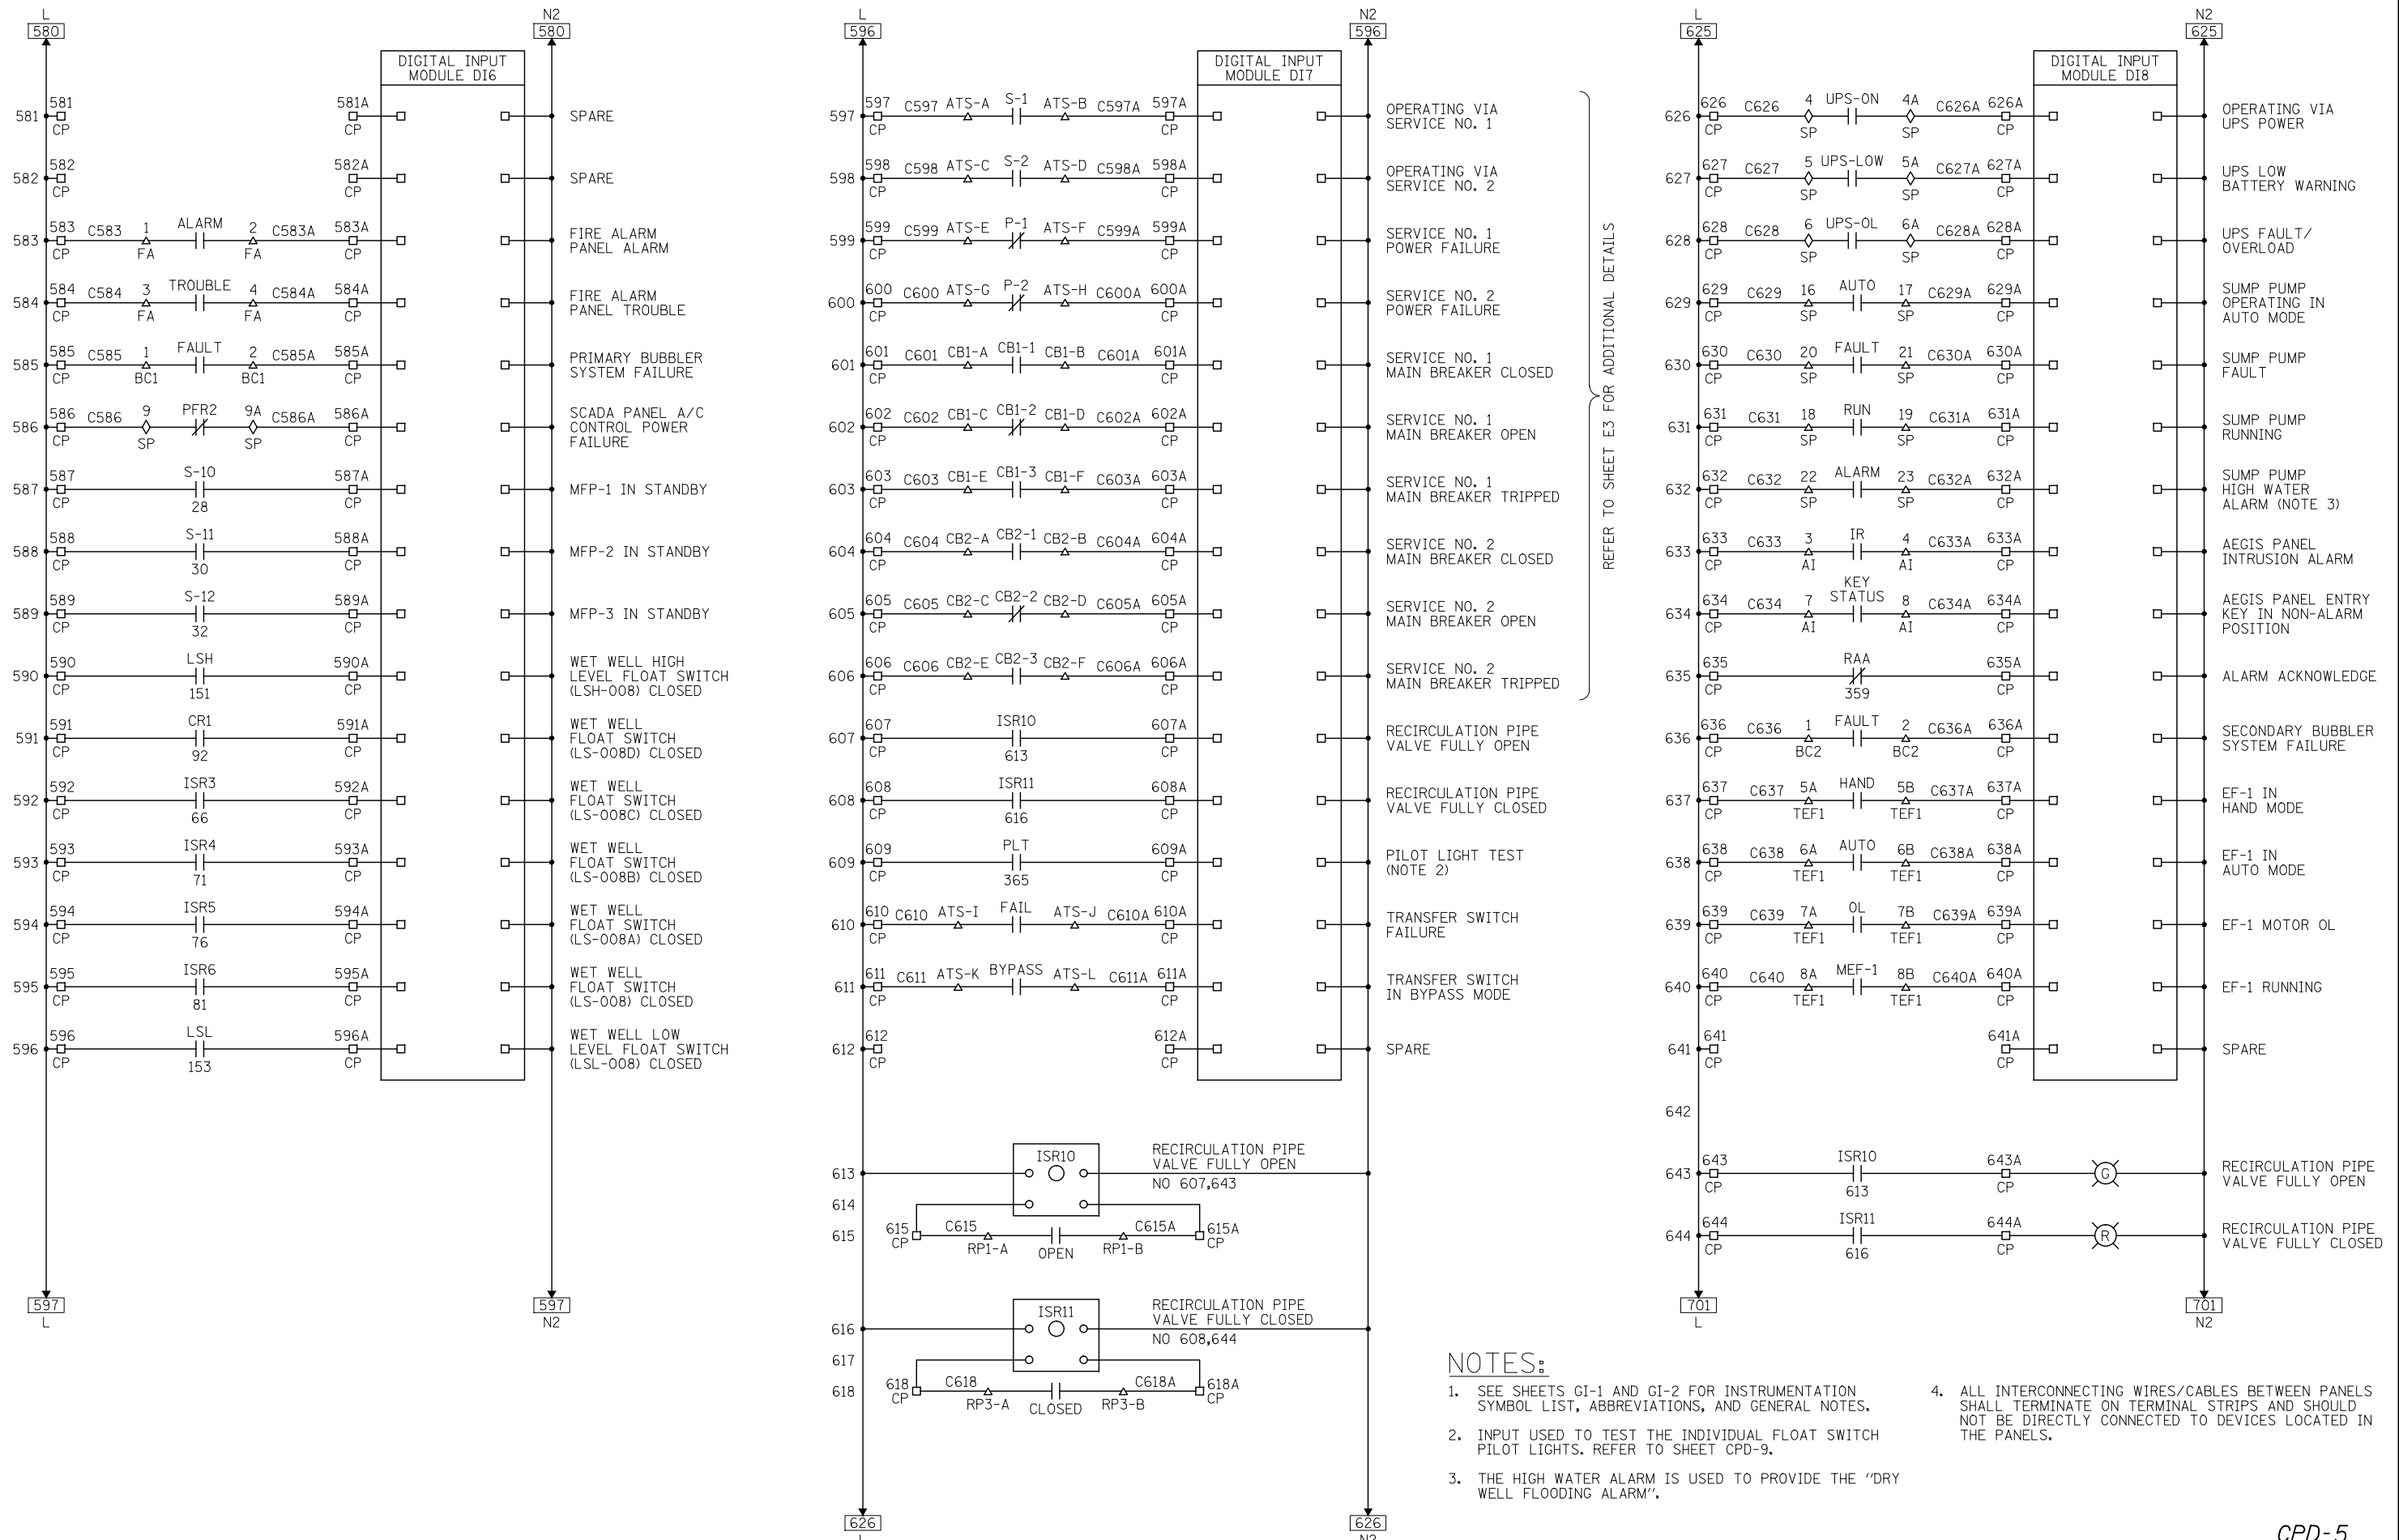 L
580
N2
580
DIGITAL INPUT
MODULE DI6
581 581 CP 581A CP SPARE
582 582 CP 582A CP SPARE
583 583 CP C583 1 FA ALARM 2 FA C583A 583A CP FIRE ALARM
PANEL ALARM
584 584 CP C584 3 FA TROUBLE 4 FA C584A 584A CP FIRE ALARM
PANEL TROUBLE
585 585 CP C585 1 BC1 FAULT 2 BC1 C585A 585A CP PRIMARY BUBBLER
SYSTEM FAILURE
586 586 CP C586 9 SP PFR2 9A SP C586A 586A CP SCADA PANEL A/C
CONTROL POWER
FAILURE
587 587 CP S-10 28 587A CP MFP-1 IN STANDBY
588 588 CP S-11 30 588A CP MFP-2 IN STANDBY
589 589 CP S-12 32 589A CP MFP-3 IN STANDBY
590 590 CP LSH 151 590A CP WET WELL HIGH
LEVEL FLOAT SWITCH
(LSH-008) CLOSED
591 591 CP CR1 92 591A CP WET WELL
FLOAT SWITCH
(LS-008D) CLOSED
592 592 CP ISR3 66 592A CP WET WELL
FLOAT SWITCH
(LS-008C) CLOSED
593 593 CP ISR4 71 593A CP WET WELL
FLOAT SWITCH
(LS-008B) CLOSED
594 594 CP ISR5 76 594A CP WET WELL
FLOAT SWITCH
(LS-008A) CLOSED
595 595 CP ISR6 81 595A CP WET WELL
FLOAT SWITCH
(LS-008) CLOSED
596 596 CP LSL 153 596A CP WET WELL LOW
LEVEL FLOAT SWITCH
(LSL-008) CLOSED
597
L
597
N2
L
596
N2
596
DIGITAL INPUT
MODULE DI7
597 597 CP C597 ATS-A S-1 ATS-B C597A 597A CP OPERATING VIA
SERVICE NO. 1
598 598 CP C598 ATS-C S-2 ATS-D C598A 598A CP OPERATING VIA
SERVICE NO. 2
599 599 CP C599 ATS-E P-1 ATS-F C599A 599A CP SERVICE NO. 1
POWER FAILURE
600 600 CP C600 ATS-G P-2 ATS-H C600A 600A CP SERVICE NO. 2
POWER FAILURE
601 601 CP C601 CB1-A CB1-1 CB1-B C601A 601A CP SERVICE NO. 1
MAIN BREAKER CLOSED
602 602 CP C602 CB1-C CB1-2 CB1-D C602A 602A CP SERVICE NO. 1
MAIN BREAKER OPEN
603 603 CP C603 CB1-E CB1-3 CB1-F C603A 603A CP SERVICE NO. 1
MAIN BREAKER TRIPPED
604 604 CP C604 CB2-A CB2-1 CB2-B C604A 604A CP SERVICE NO. 2
MAIN BREAKER CLOSED
605 605 CP C605 CB2-C CB2-2 CB2-D C605A 605A CP SERVICE NO. 2
MAIN BREAKER OPEN
606 606 CP C606 CB2-E CB2-3 CB2-F C606A 606A CP SERVICE NO. 2
MAIN BREAKER TRIPPED
REFER TO SHEET E3 FOR ADDITIONAL DETAILS
607 607 CP ISR10 613 607A CP RECIRCULATION PIPE
VALVE FULLY OPEN
608 608 CP ISR11 616 608A CP RECIRCULATION PIPE
VALVE FULLY CLOSED
609 609 CP PLT 365 609A CP PILOT LIGHT TEST
(NOTE 2)
610 610 CP C610 ATS-I FAIL ATS-J C610A 610A CP TRANSFER SWITCH
FAILURE
611 611 CP C611 ATS-K BYPASS ATS-L C611A 611A CP TRANSFER SWITCH
IN BYPASS MODE
612 612 CP 612A CP SPARE
613 ISR10 RECIRCULATION PIPE
VALVE FULLY OPEN
NO 607,643
614
615 615 CP C615 RP1-A OPEN RP1-B C615A 615A CP
616 ISR11 RECIRCULATION PIPE
VALVE FULLY CLOSED
NO 608,644
617
618 618 CP C618 RP3-A CLOSED RP3-B C618A 618A CP
626
L
626
N2
L
625
N2
625
DIGITAL INPUT
MODULE DI8
626 626 CP C626 4 SP UPS-ON 4A SP C626A 626A CP OPERATING VIA
UPS POWER
627 627 CP C627 5 SP UPS-LOW 5A SP C627A 627A CP UPS LOW
BATTERY WARNING
628 628 CP C628 6 SP UPS-OL 6A SP C628A 628A CP UPS FAULT/
OVERLOAD
629 629 CP C629 16 SP AUTO 17 SP C629A 629A CP SUMP PUMP
OPERATING IN
AUTO MODE
630 630 CP C630 20 SP FAULT 21 SP C630A 630A CP SUMP PUMP
FAULT
631 631 CP C631 18 SP RUN 19 SP C631A 631A CP SUMP PUMP
RUNNING
632 632 CP C632 22 SP ALARM 23 SP C632A 632A CP SUMP PUMP
HIGH WATER
ALARM (NOTE 3)
633 633 CP C633 3 AI IR 4 AI C633A 633A CP AEGIS PANEL
INTRUSION ALARM
634 634 CP C634 7 AI KEY STATUS 8 AI C634A 634A CP AEGIS PANEL ENTRY
KEY IN NON-ALARM
POSITION
635 635 CP RAA 359 635A CP ALARM ACKNOWLEDGE
636 636 CP C636 1 BC2 FAULT 2 BC2 C636A 636A CP SECONDARY BUBBLER
SYSTEM FAILURE
637 637 CP C637 5A TEF1 HAND 5B TEF1 C637A 637A CP EF-1 IN
HAND MODE
638 638 CP C638 6A TEF1 AUTO 6B TEF1 C638A 638A CP EF-1 IN
AUTO MODE
639 639 CP C639 7A TEF1 OL 7B TEF1 C639A 639A CP EF-1 MOTOR OL
640 640 CP C640 8A TEF1 MEF-1 8B TEF1 C640A 640A CP EF-1 RUNNING
641 641 CP 641A CP SPARE
642
643 643 CP ISR10 613 643A CP G RECIRCULATION PIPE
VALVE FULLY OPEN
644 644 CP ISR11 616 644A CP R RECIRCULATION PIPE
VALVE FULLY CLOSED
701
L
701
N2
NOTES:
1. SEE SHEETS GI-1 AND GI-2 FOR INSTRUMENTATION
SYMBOL LIST, ABBREVIATIONS, AND GENERAL NOTES.
2. INPUT USED TO TEST THE INDIVIDUAL FLOAT SWITCH
PILOT LIGHTS. REFER TO SHEET CPD-9.
3. THE HIGH WATER ALARM IS USED TO PROVIDE THE "DRY
WELL FLOODING ALARM".
4. ALL INTERCONNECTING WIRES/CABLES BETWEEN PANELS
SHALL TERMINATE ON TERMINAL STRIPS AND SHOULD
NOT BE DIRECTLY CONNECTED TO DEVICES LOCATED IN
THE PANELS.
CPD-5